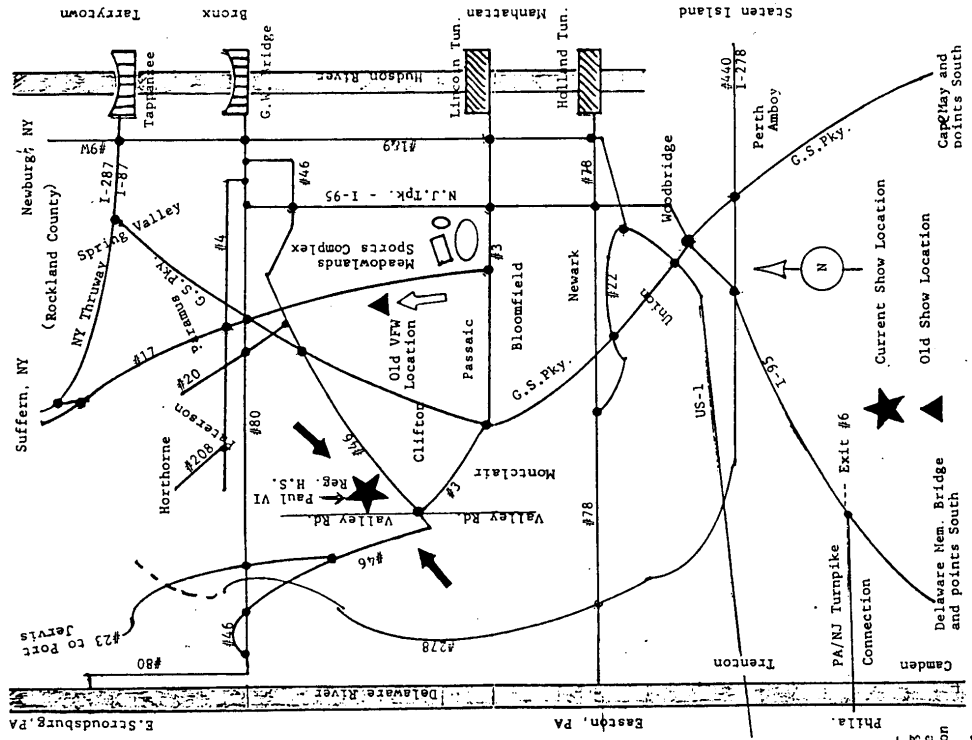 Tarrytown
Bronx
Manhattan
Staten Island
Tappanzee
G.W. Bridge
Hudson River
Lincoln Tun.
Holland Tun.
Newburg, NY
#9W
#1&9
#440
I-278
Perth
Amboy
G.S.Pky.
Cape May and
points South
I-287
I-87
(Rockland County)
Spring Valley
#46
#4
N.J.Tpk. - I-95
#78
Woodbridge
Meadowlands
Sports Complex
#3
NY Thruway
G.S.Pky.
Paramus
Suffern, NY
#17
#20
Old VFW
Location
Passaic
Bloomfield
Newark
#22
Union
N
Current Show Location
Old Show Location
Paterson
#208
Horthorne
#80
#46
Clifton
G.S.Pky.
US-1
I-95
Paul VI
Reg. H.S.
Valley Rd.
Valley Rd.
#3
Montclair
#78
Exit #6
#46
#23 to Port
Jervis
#46
#80
#278
Trenton
PA/NJ Turnpike
Connection
Delaware Mem. Bridge
and points South
Camden
Delaware River
E.Stroudsburg,PA
Easton, PA
Phila.